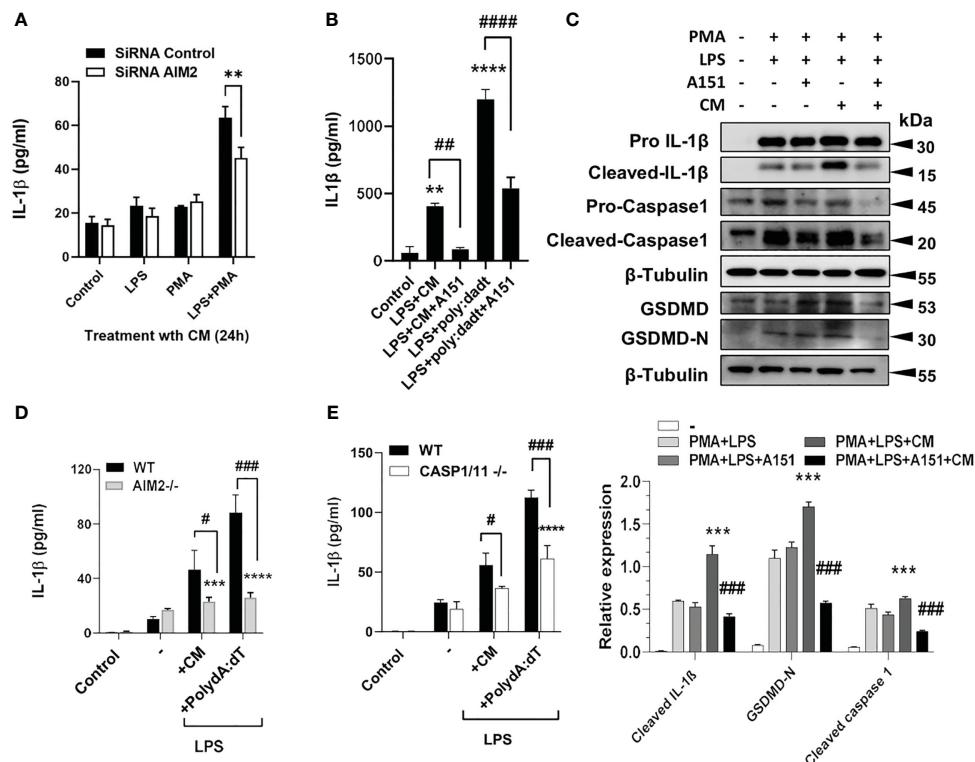 A
SiRNA Control
SiRNA AIM2
**
IL-1β (pg/ml)
80
60
40
20
0
Control
LPS
PMA
LPS+PMA
Treatment wth CM (24h)
B
####
****
##
**
IL1β (pg/ml)
1500
1000
500
0
Control
LPS+CM
LPS+CM+A151
LPS+poly:dadt
LPS+poly:dadt+A151
C
PMA - + + + +
LPS - + + + +
A151 - - + - +
CM - - - + +
kDa
Pro IL-1β 30
Cleaved-IL-1β 15
Pro-Caspase1 45
Cleaved-Caspase1 20
β-Tubulin 55
GSDMD 53
GSDMD-N 30
β-Tubulin 55
D
WT
AIM2-/-
###
#
***
****
IL-1β (pg/ml)
120
90
60
30
0
Control
-
+CM
+PolydA:dT
LPS
E
WT
CASP1/11 -/-
###
#
****
IL-1β (pg/ml)
150
100
50
0
Control
-
+CM
+PolydA:dT
LPS
-
PMA+LPS
PMA+LPS+CM
PMA+LPS+A151
PMA+LPS+A151+CM
***
***
***
###
###
###
Relative expression
2.0
1.5
1.0
0.5
0.0
Cleaved IL-1ß
GSDMD-N
Cleaved caspase 1